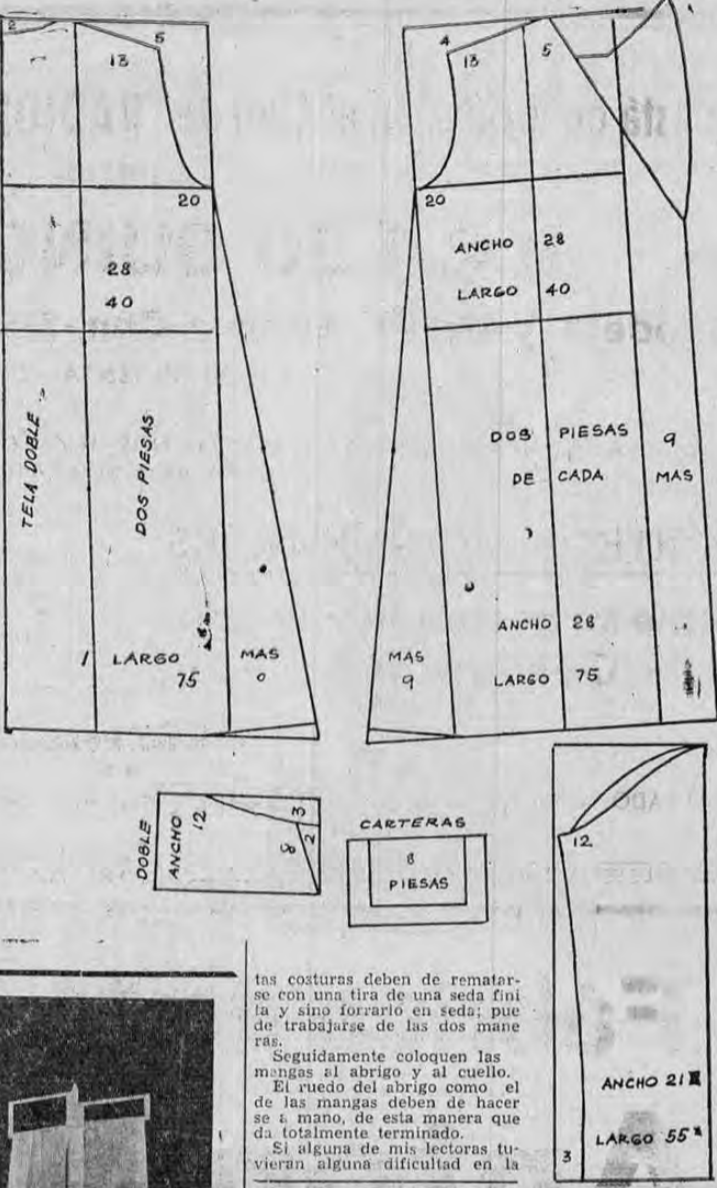 2
5
13
20
28
40
TELA DOBLE
DOS PIESAS
1 LARGO
75
MAS
0
4
13
5
20
ANCHO 28
LARGO 40
DOS PIESAS
DE CADA
9
MAS
ANCHO 28
LARGO 75
MAS
9
DOBLE
ANCHO
12
3
8
2
CARTERAS
8
PIESAS
12
ANCHO 21
LARGO 55
3
tas costuras deben de rematar-
se con una tira de una seda fini
ta y sino forrarlo en seda; pue
de trabajarse de las dos mane
ras.
Seguidamente coloquen las
mangas al abrigo y al cuello.
El ruedo del abrigo como el
de las mangas deben de hacer
se a mano, de esta manera que
da totalmente terminado.
Si alguna de mis lectoras tu-
vieran alguna dificultad en la